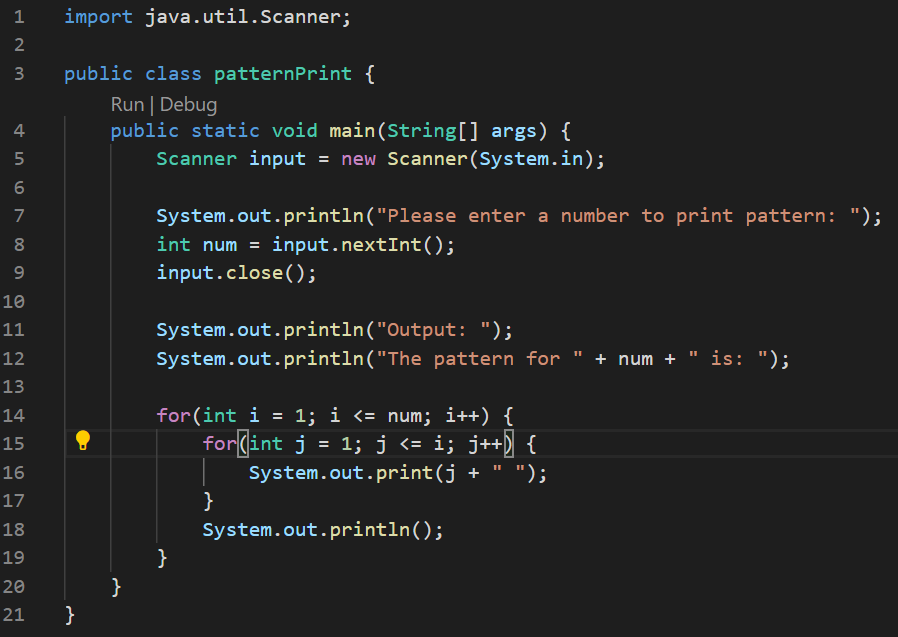 1 import java.util.Scanner;
2
3 public class patternPrint {
Run | Debug
4 public static void main(String[] args) {
5 Scanner input = new Scanner(System.in);
6
7 System.out.println("Please enter a number to print pattern: ");
8 int num = input.nextInt();
9 input.close();
10
11 System.out.println("Output: ");
12 System.out.println("The pattern for " + num + " is: ");
13
14 for(int i = 1; i <= num; i++) {
15 for(int j = 1; j <= i; j++) {
16 System.out.print(j + " ");
17 }
18 System.out.println();
19 }
20 }
21 }